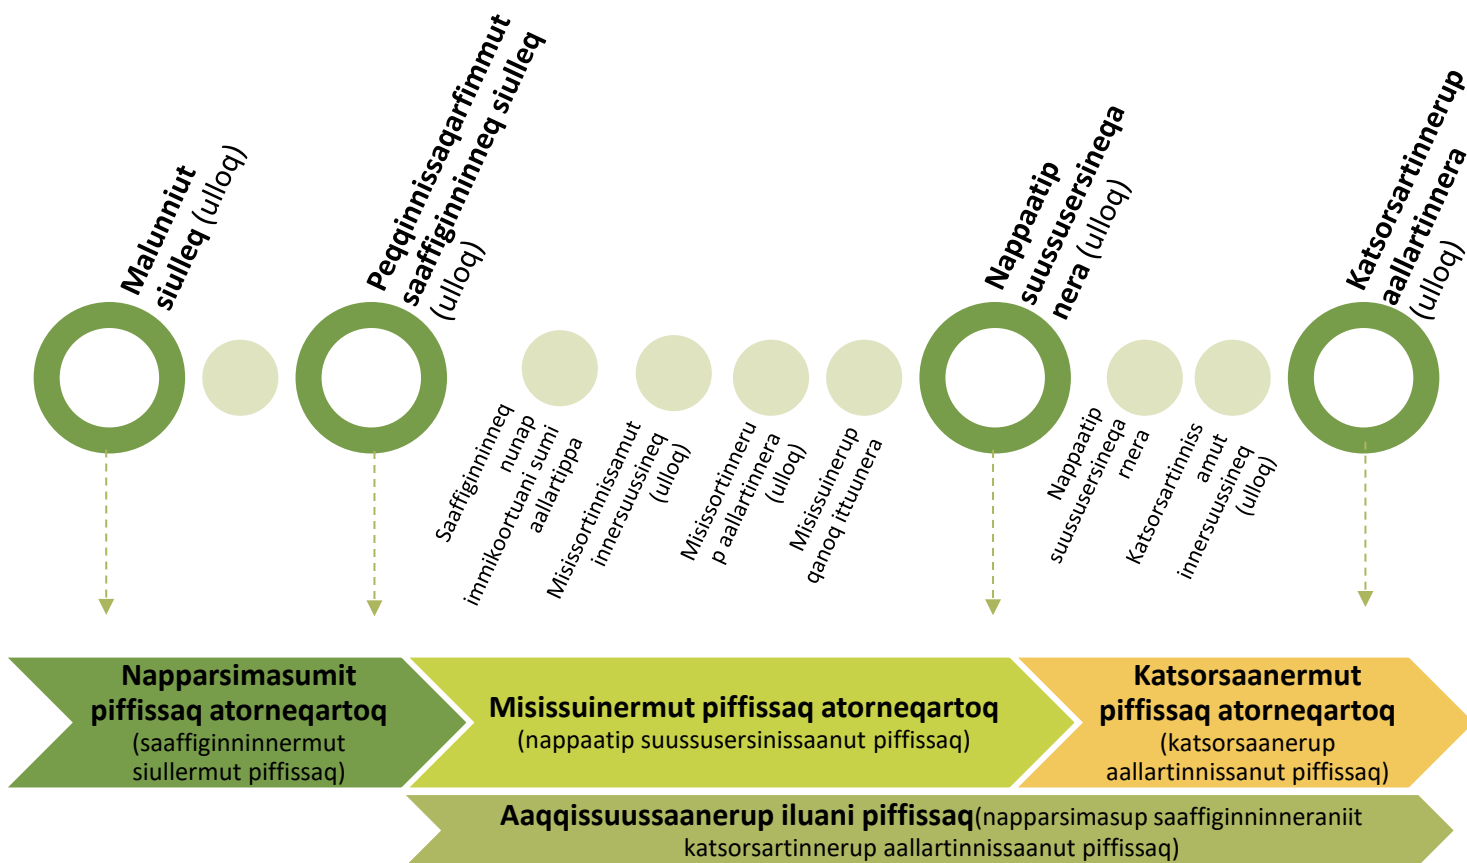 Malunniut
siulleq (ulloq)
Peqqinnissaqarfimmut
saaffiginninneq siulleq
(ulloq)
Saaffiginninneq
nunap
immikoortuani sumi
aallartippa
Misissortinnissamut
innersuussineq
(ulloq)
Misissortinneru
p aallartinnera
(ulloq)
Misissuinerup
qanoq ittuunera
Nappaatip
suussusersineqa
nera (ulloq)
Nappaatip
suussusersineqa
rnera
Katsorsartinniss
amut
innersuussineq
(ulloq)
Katsorsartinnerup
aallartinnera
(ulloq)
Napparsimasumit
piffissaq atorneqartoq
(saaffiginninnermut
siullermut piffissaq)
Misissuinermut piffissaq atorneqartoq
(nappaatip suussusersinissaanut piffissaq)
Katsorsaanermut
piffissaq atorneqartoq
(katsorsaanerup
aallartinnissanut piffissaq)
Aaqqissuussaanerup iluani piffissaq(napparsimasup saaffiginninneraniit
katsorsartinnerup aallartinnissaanut piffissaq)